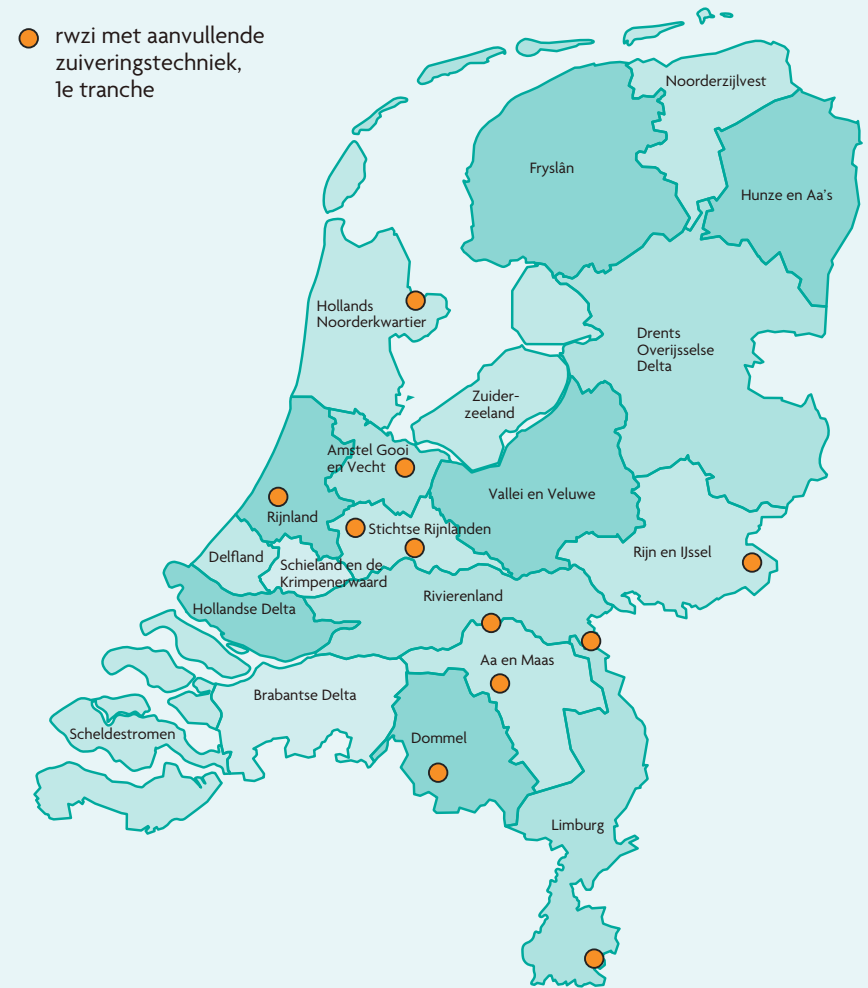 rwzi met aanvullende
zuiveringstechniek,
1e tranche
Noorderzijlvest
Fryslân
Hunze en Aa's
Hollands
Noorderkwartier
Drents
Overijsselse
Delta
Zuider-
zeeland
Amstel Gooi
en Vecht
Vallei en Veluwe
Rijnland
Stichtse Rijnlanden
Delfland
Schieland en de
Krimpenerwaard
Rijn en IJssel
Rivierenland
Hollandse Delta
Aa en Maas
Brabantse Delta
Scheldestromen
Dommel
Limburg